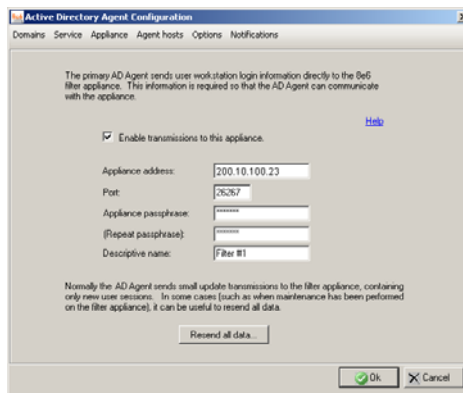 Active Directory Agent Configuration
Domains Service Appliance Agent hosts Options Notifications
The primary AD Agent sends user workstation login information directly to the 8e6
filter appliance. This information is required so that the AD Agent can communicate
with the appliance.
Help
Enable transmissions to this appliance.
Appliance address: 200.10.100.23
Port: 26267
Appliance passphrase: *******
(Repeat passphrase): *******
Descriptive name: Filter #1
Normally the AD Agent sends small update transmissions to the filter appliance, containing
only new user sessions. In some cases (such as when maintenance has been performed
on the filter appliance), it can be useful to resend all data.
Resend all data...
Ok Cancel